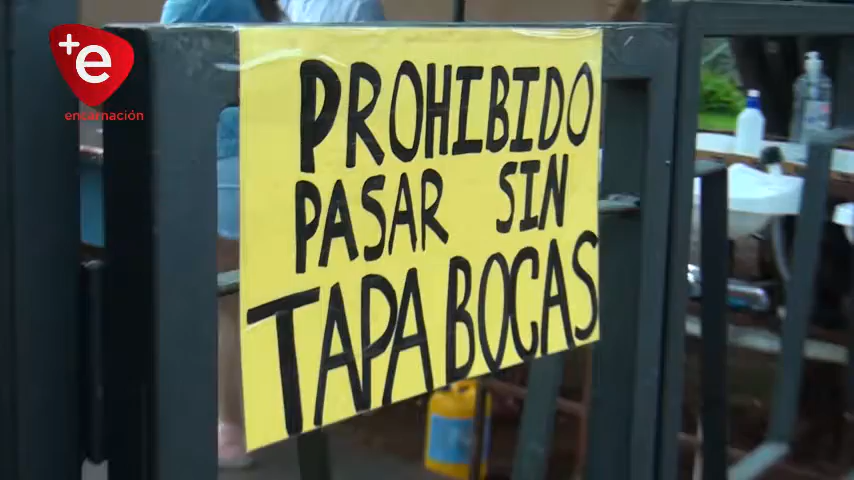 +e
encarnación
PROHIBIDO
PASAR SIN
TAPA BOCAS